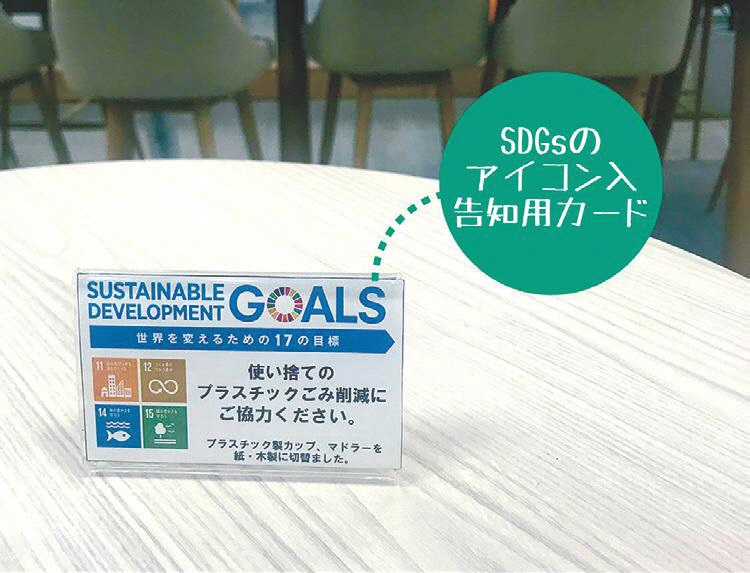 SDGsの
アイコン入
告知用カード
SUSTAINABLE
DEVELOPMENT
GOALS
世界を変えるための17の目標
11
12
14
15
使い捨ての
プラスチックごみ削減に
ご協力ください。
プラスチック製カップ、マドラーを
紙・木製に切替ました。